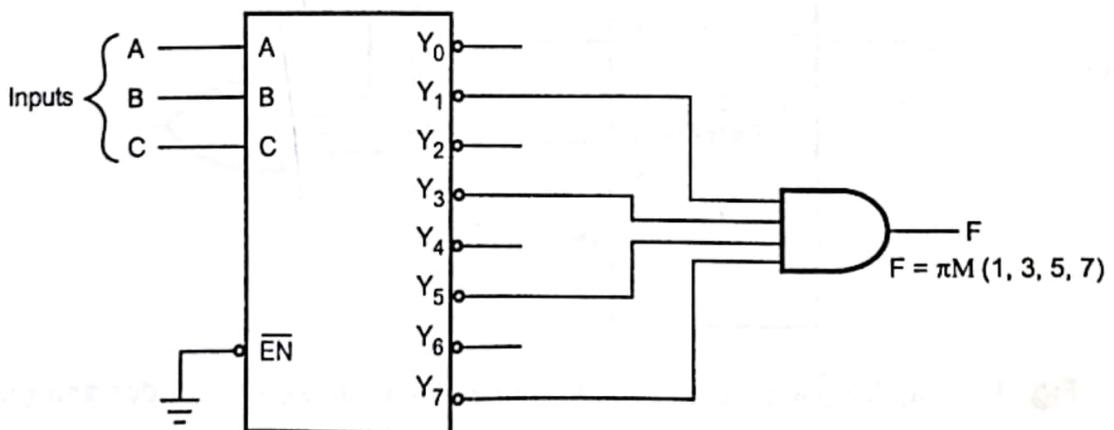 Inputs
A
B
C
A
B
C
EN
Y0
Y1
Y2
Y3
Y4
Y5
Y6
Y7
F
F = πM (1, 3, 5, 7)